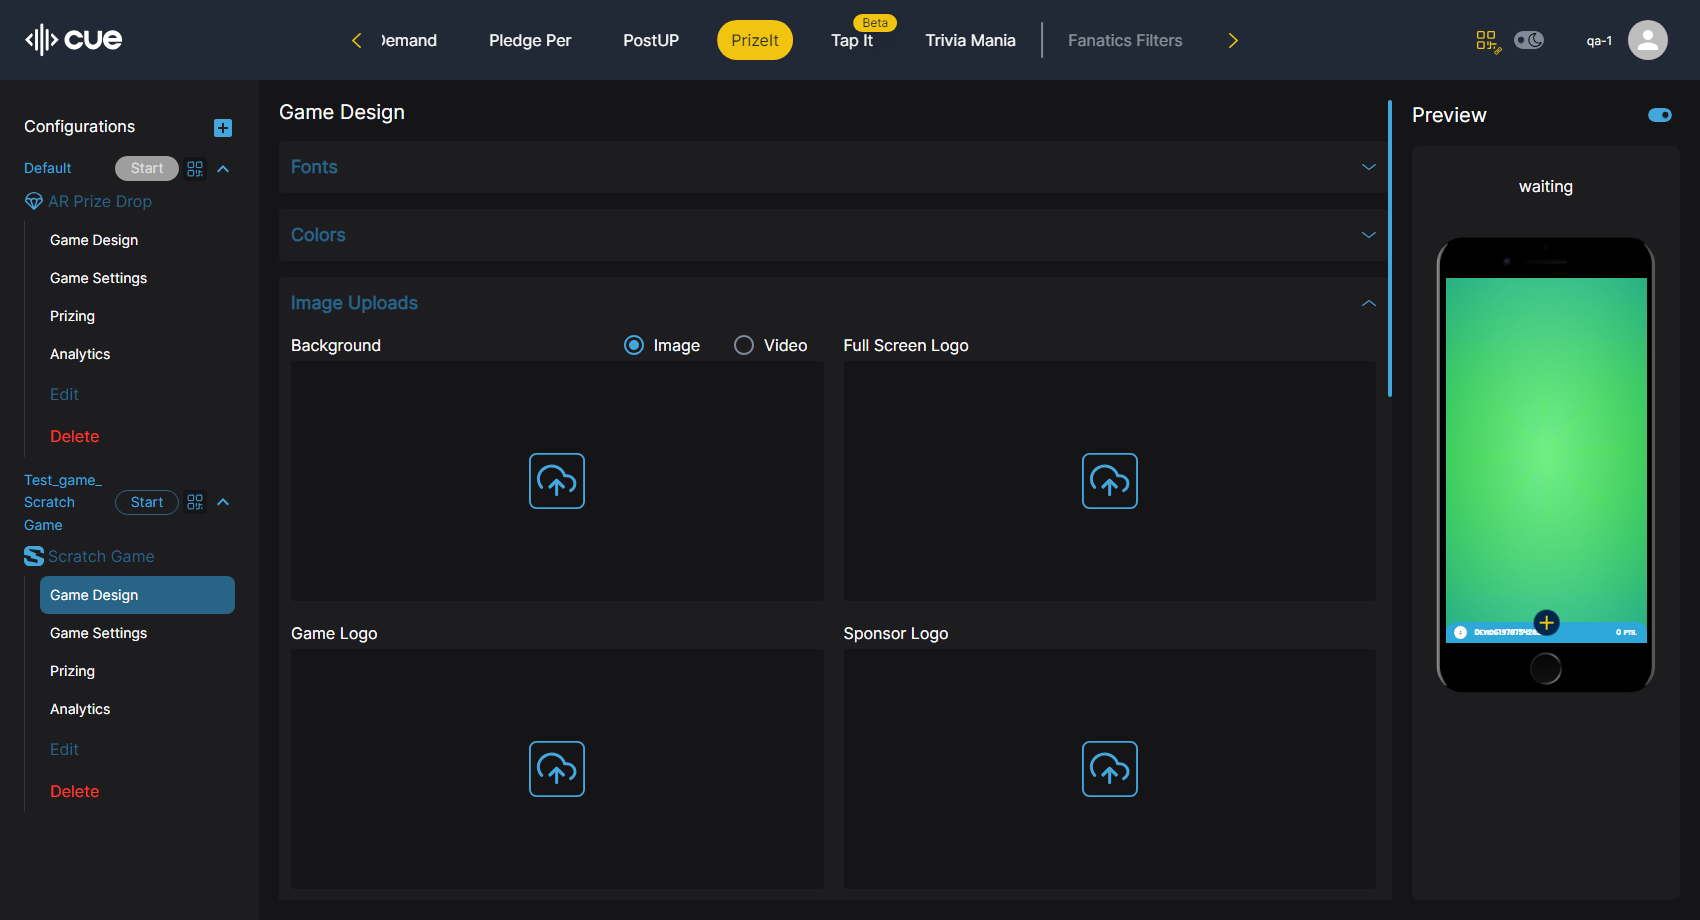 cue
Demand
Pledge Per
PostUP
PrizeIt
Beta
Tap It
Trivia Mania
Fanatics Filters
qa-1
Configurations
Default
Start
AR Prize Drop
Game Design
Game Settings
Prizing
Analytics
Edit
Delete
Test_game_
Scratch
Game
Start
Scratch Game
Game Design
Game Settings
Prizing
Analytics
Edit
Delete
Game Design
Fonts
Colors
Image Uploads
Background
Image
Video
Full Screen Logo
Game Logo
Sponsor Logo
Preview
waiting
0 PTS.